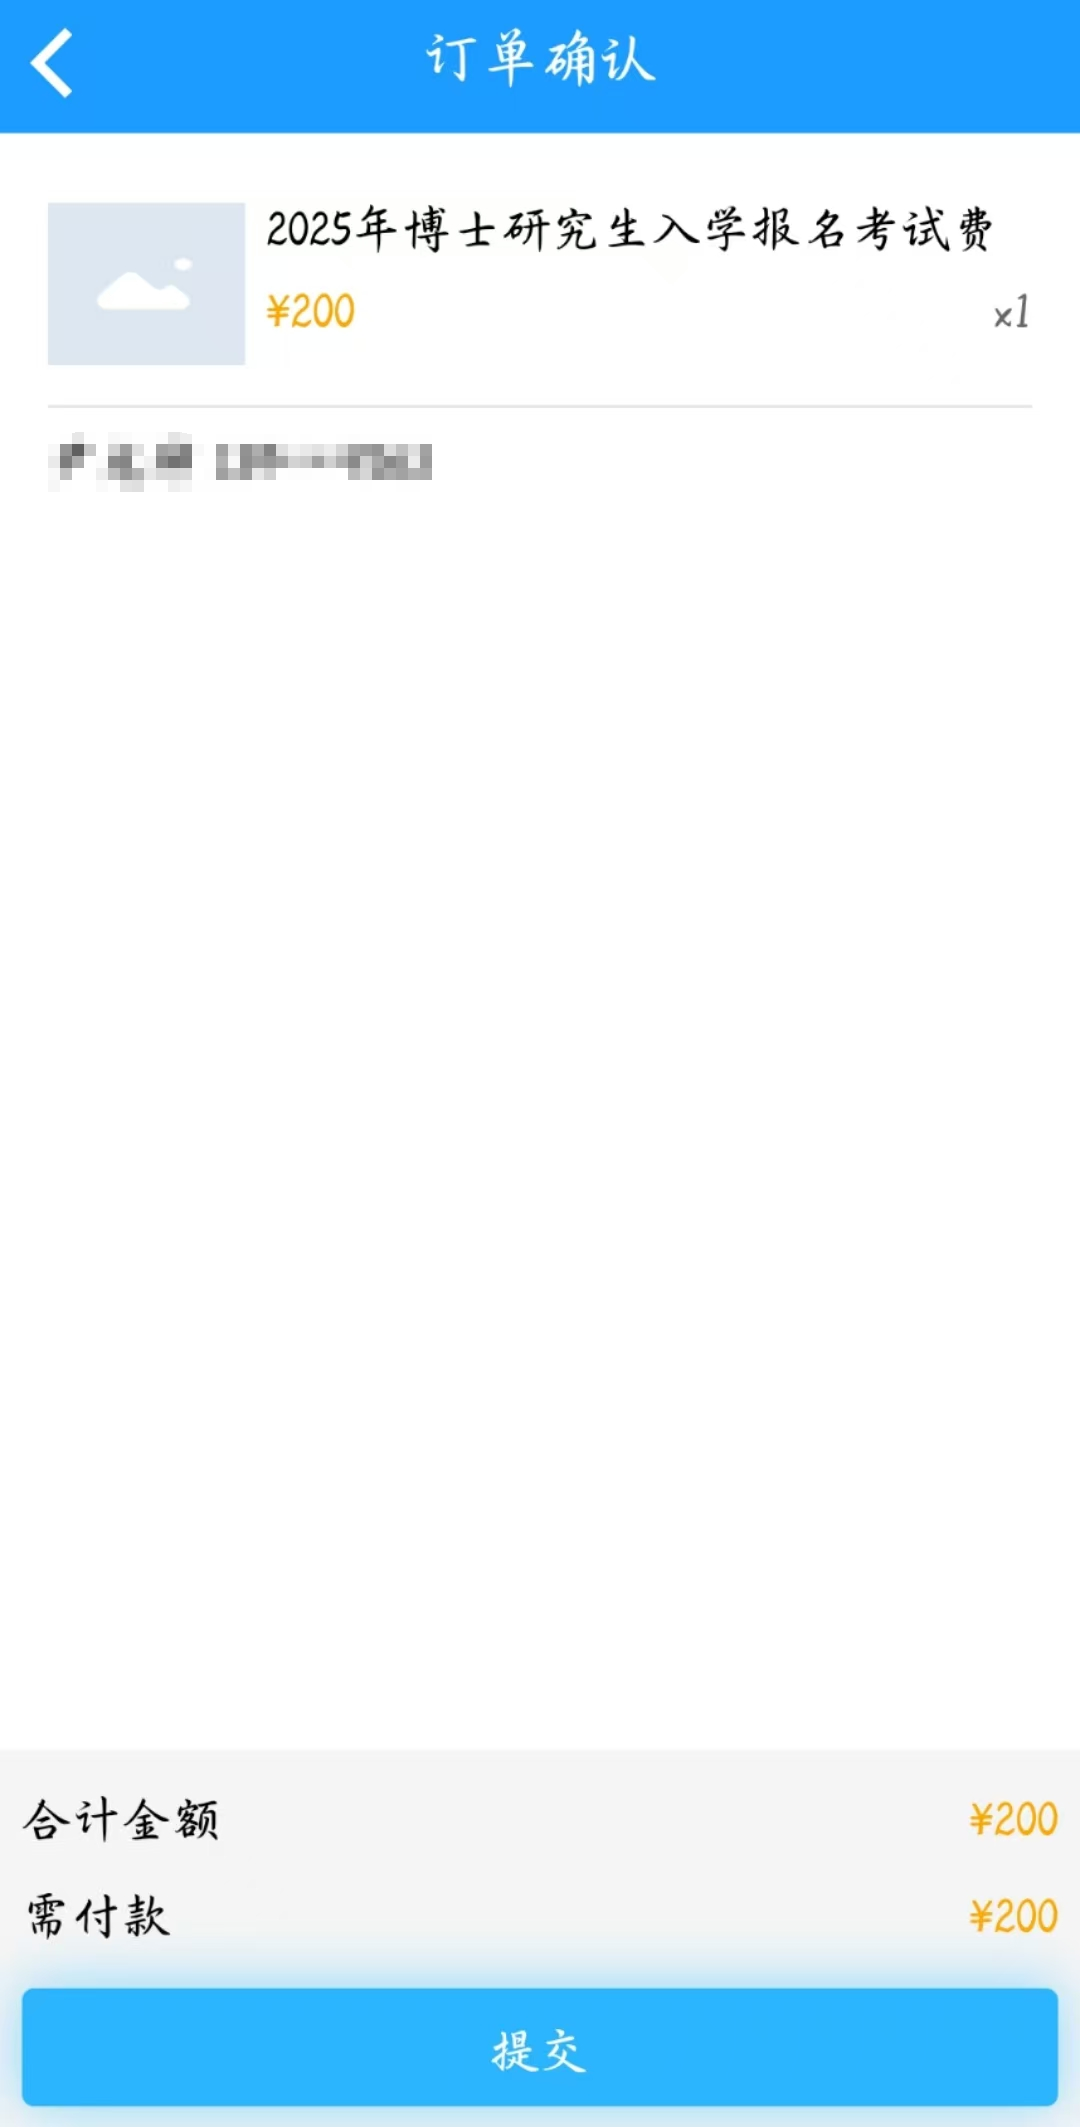 订单确认
2025年博士研究生入学报名考试费
¥200 x1
合计金额 ¥200
需付款 ¥200
提交